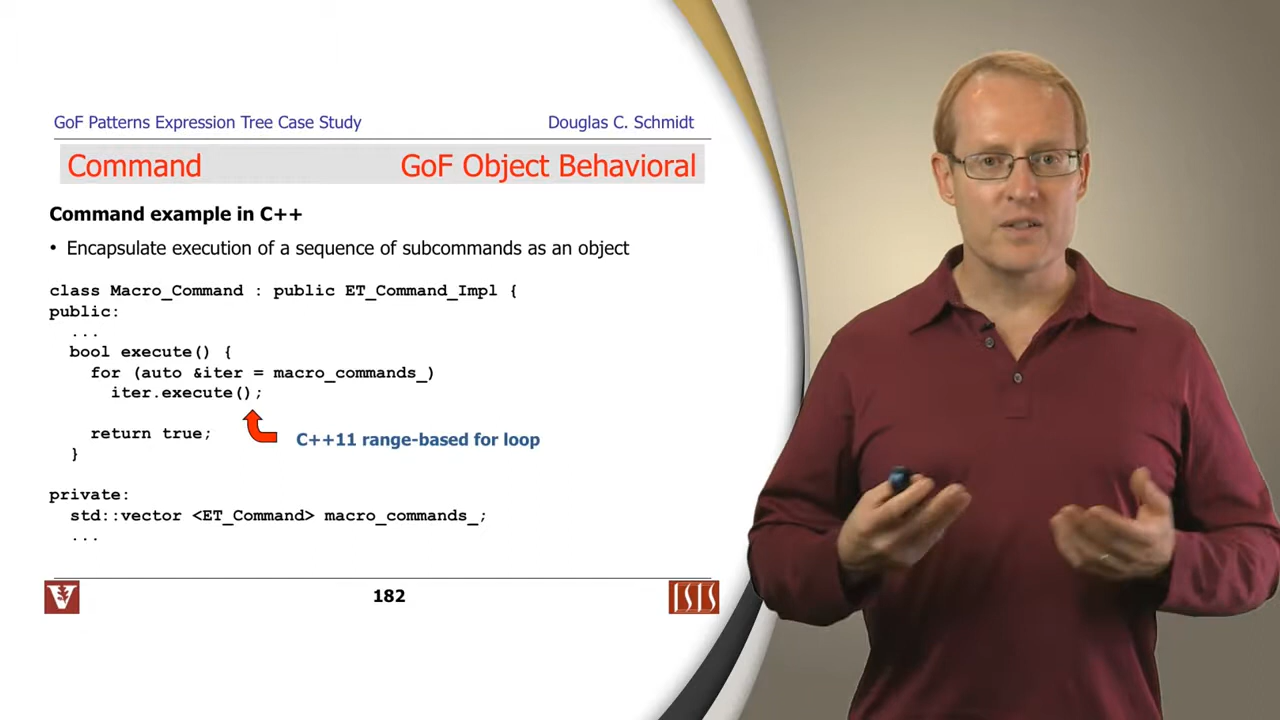 GoF Patterns Expression Tree Case Study Douglas C. Schmidt
Command GoF Object Behavioral
Command example in C++
• Encapsulate execution of a sequence of subcommands as an object
class Macro_Command : public ET_Command_Impl {
public:
...
bool execute() {
for (auto &iter = macro_commands_)
iter.execute();
return true;
C++11 range-based for loop
}
private:
std::vector <ET_Command> macro_commands_;
...
V
182
ISIS